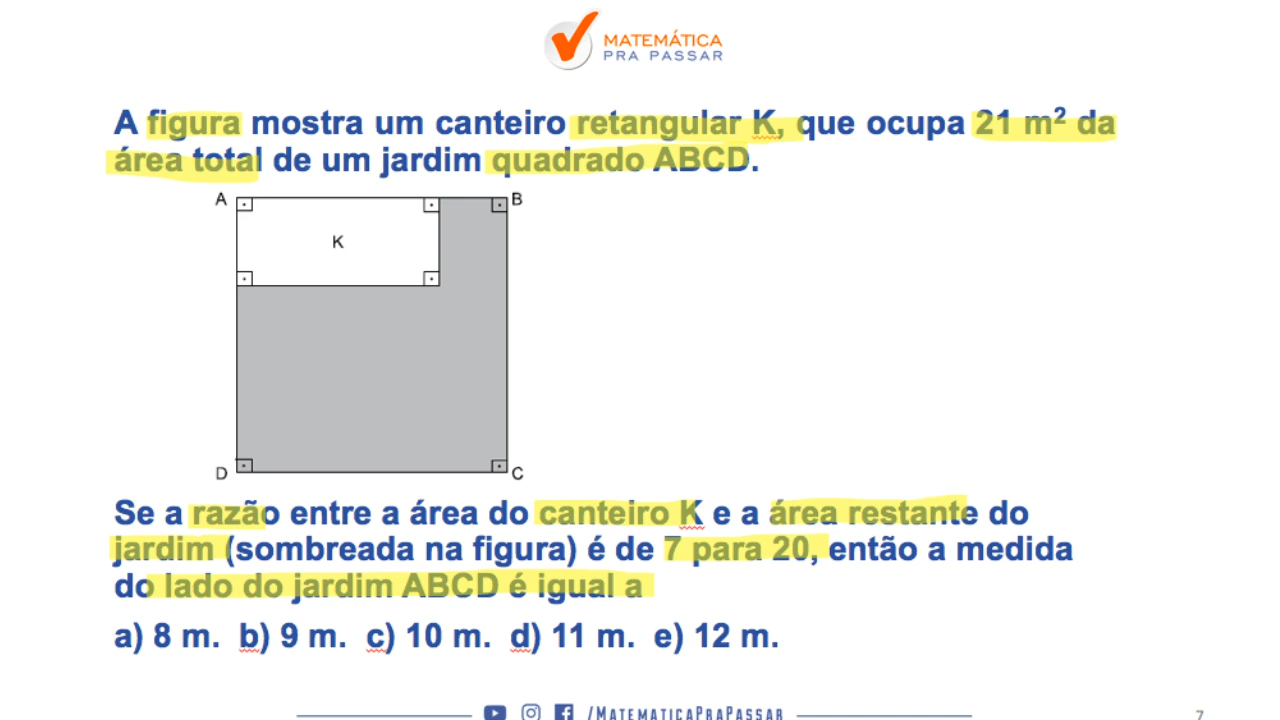 MATEMÁTICA
PRA PASSAR
A figura mostra um canteiro retangular K, que ocupa 21 m² da
área total de um jardim quadrado ABCD.
A B
K
D C
Se a razão entre a área do canteiro K e a área restante do
jardim (sombreada na figura) é de 7 para 20, então a medida
do lado do jardim ABCD é igual a
a) 8 m. b) 9 m. c) 10 m. d) 11 m. e) 12 m.
/MATEMATICAPRAPASSAR
7